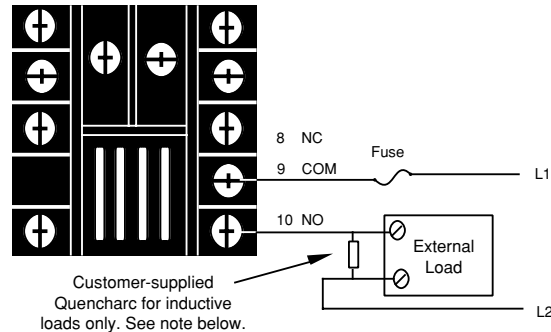 8 NC
Fuse
9 COM
L1
10 NO
External
Load
Customer-supplied
Quencharc for inductive
loads only. See note below.
L2